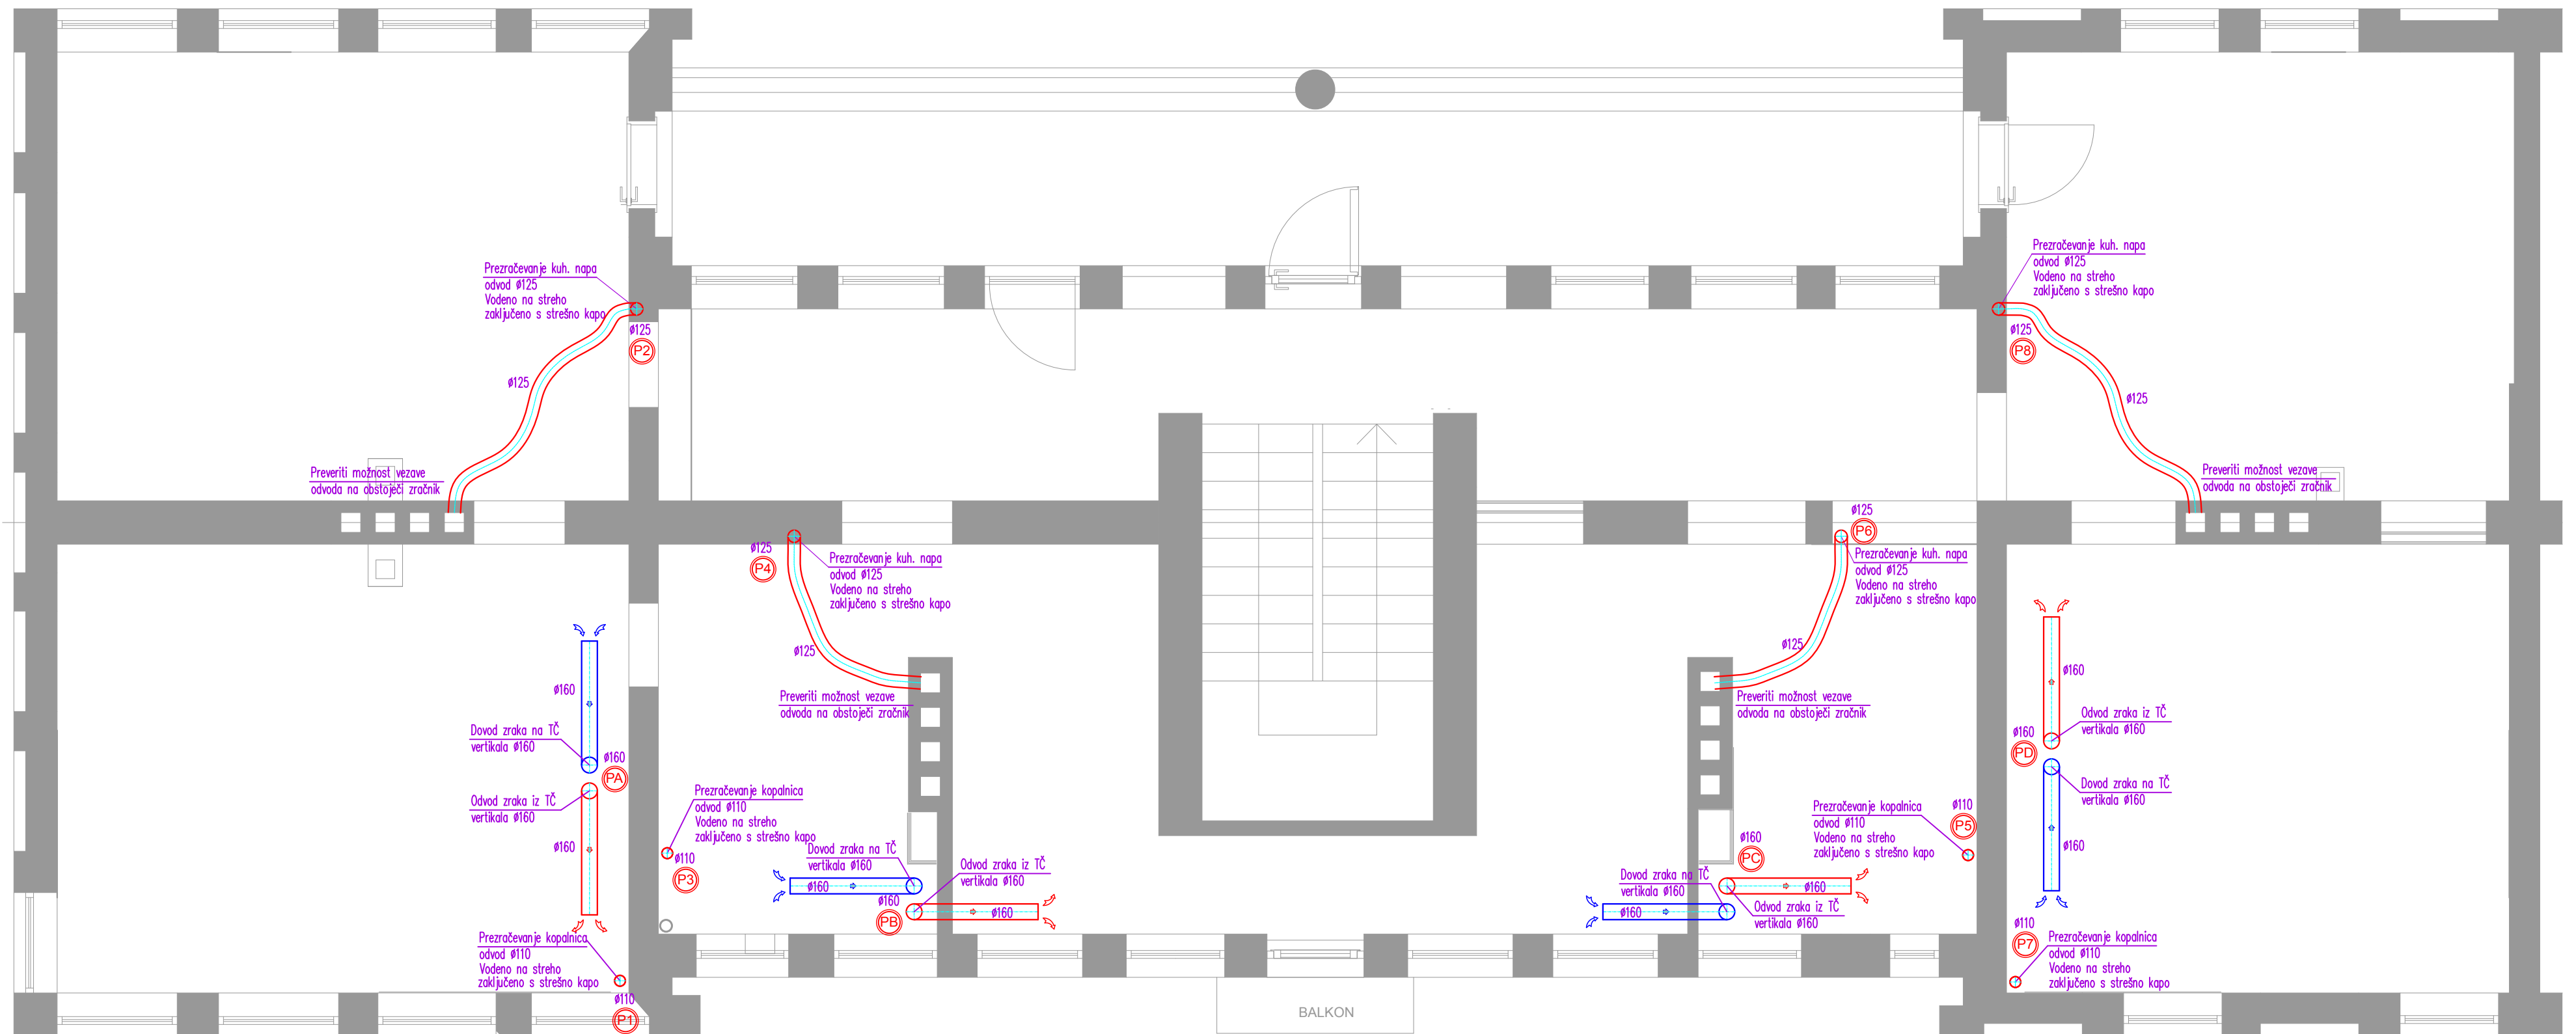 Prezračevanje kuh. napa
odvod ø125
Vodeno na streho
zaključeno s strešno kapo
ø125
P2
ø125
Preveriti možnost vezave
odvoda na obstoječi zračnik
Prezračevanje kuh. napa
odvod ø125
Vodeno na streho
zaključeno s strešno kapo
ø125
P8
ø125
Preveriti možnost vezave
odvoda na obstoječi zračnik
ø125
P4
Prezračevanje kuh. napa
odvod ø125
Vodeno na streho
zaključeno s strešno kapo
ø125
Preveriti možnost vezave
odvoda na obstoječi zračnik
ø125
P6
Prezračevanje kuh. napa
odvod ø125
Vodeno na streho
zaključeno s strešno kapo
ø125
Preveriti možnost vezave
odvoda na obstoječi zračnik
ø160
Dovod zraka na TČ
vertikala ø160
ø160
PA
Odvod zraka iz TČ
vertikala ø160
ø160
Prezračevanje kopalnica
odvod ø110
Vodeno na streho
zaključeno s strešno kapo
ø110
P1
Prezračevanje kopalnica
odvod ø110
Vodeno na streho
zaključeno s strešno kapo
ø110
P3
Dovod zraka na TČ
vertikala ø160
ø160
ø160
PB
Odvod zraka iz TČ
vertikala ø160
ø160
Dovod zraka na TČ
vertikala ø160
ø160
ø160
PC
ø160
Odvod zraka iz TČ
vertikala ø160
Prezračevanje kopalnica
odvod ø110
Vodeno na streho
zaključeno s strešno kapo
ø110
P5
ø160
Odvod zraka iz TČ
vertikala ø160
ø160
PD
Dovod zraka na TČ
vertikala ø160
ø160
ø110
P7
Prezračevanje kopalnica
odvod ø110
Vodeno na streho
zaključeno s strešno kapo
BALKON